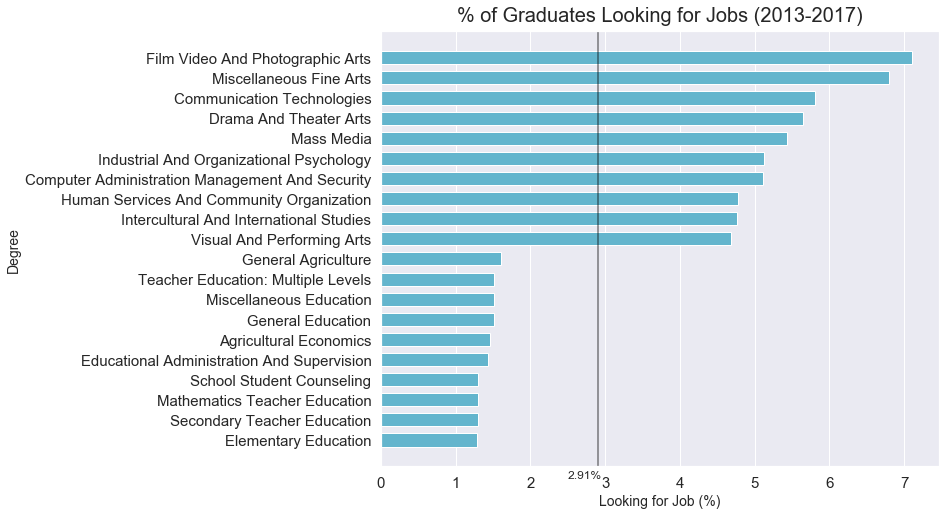 % of Graduates Looking for Jobs (2013-2017)
Film Video And Photographic Arts
Miscellaneous Fine Arts
Communication Technologies
Drama And Theater Arts
Mass Media
Industrial And Organizational Psychology
Computer Administration Management And Security
Human Services And Community Organization
Intercultural And International Studies
Visual And Performing Arts
General Agriculture
Teacher Education: Multiple Levels
Miscellaneous Education
General Education
Agricultural Economics
Educational Administration And Supervision
School Student Counseling
Mathematics Teacher Education
Secondary Teacher Education
Elementary Education
Degree
2.91%
0 1 2 3 4 5 6 7
Looking for Job (%)